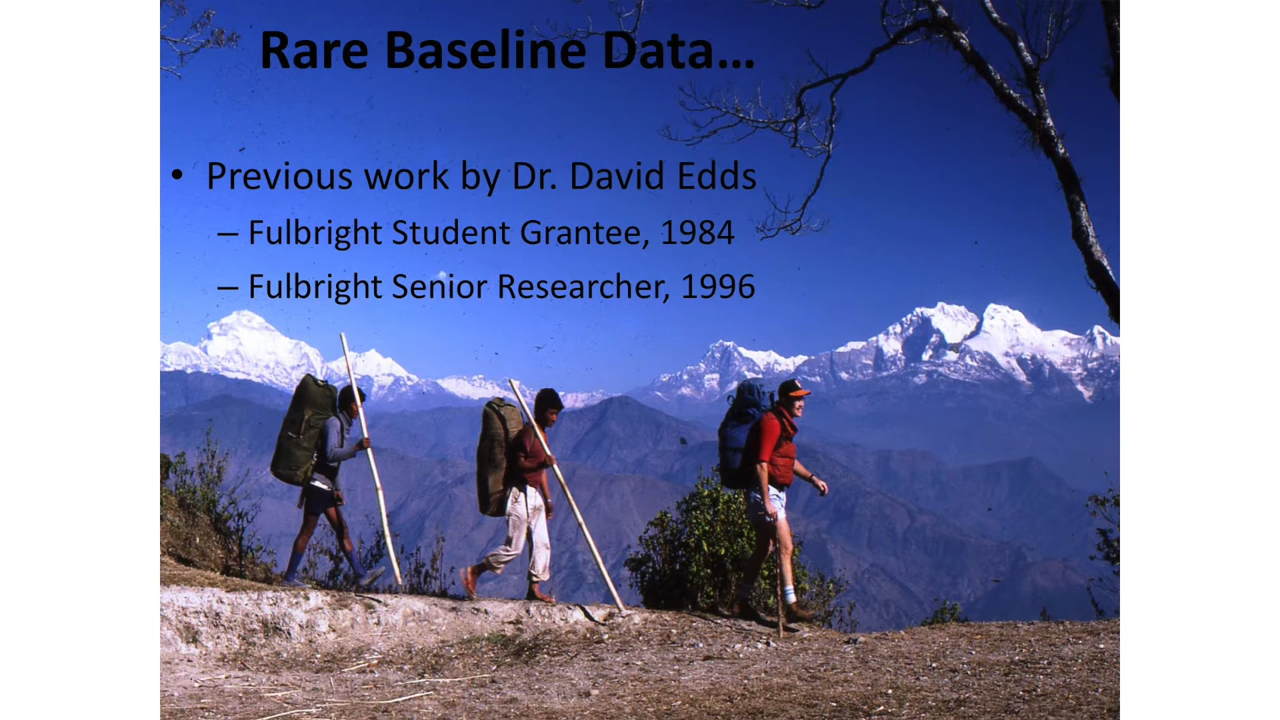 Rare Baseline Data…
• Previous work by Dr. David Edds
– Fulbright Student Grantee, 1984
– Fulbright Senior Researcher, 1996